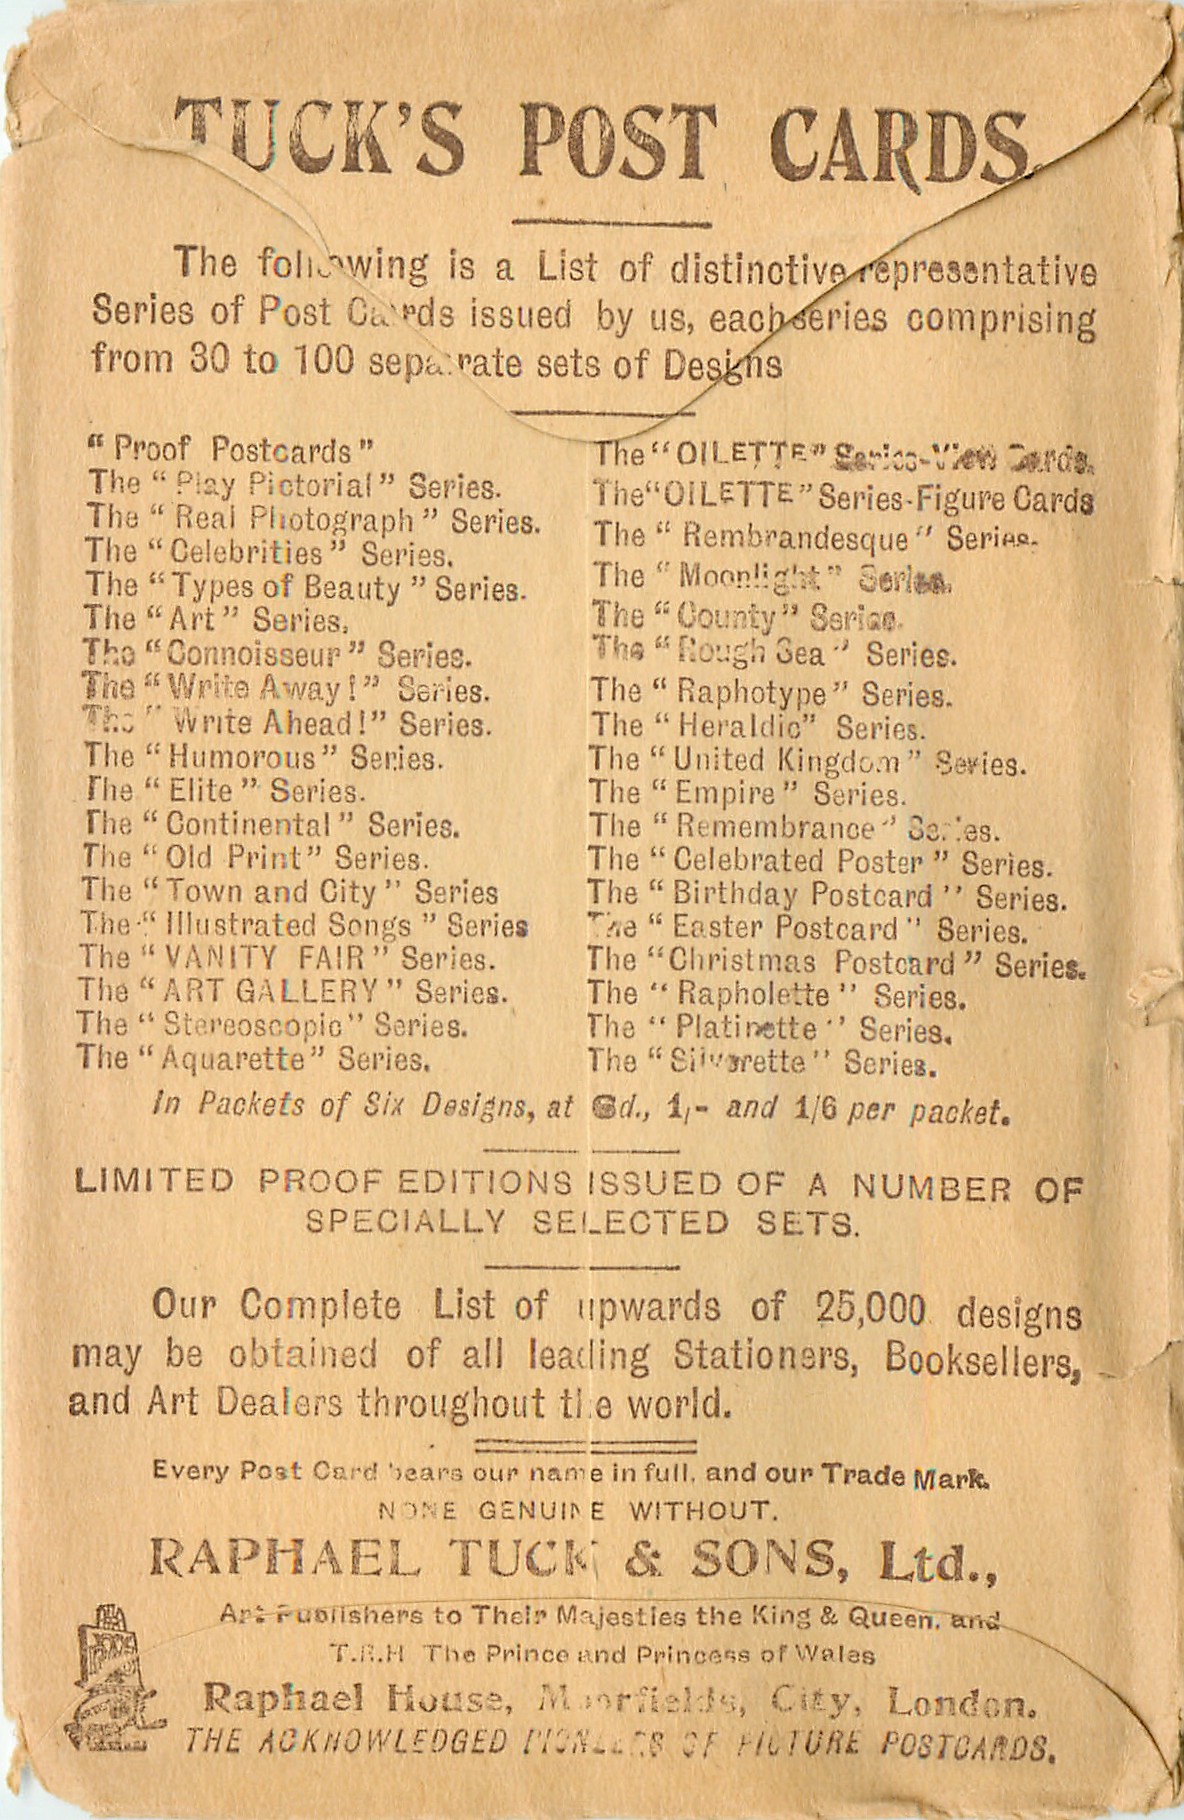 TUCK'S POST CARDS.
The following is a List of distinctive representative
Series of Post Cards issued by us, each series comprising
from 30 to 100 separate sets of Designs
“ Proof Postcards ”
The “ Play Pictorial ” Series.
The “ Real Photograph ” Series.
The “ Celebrities ” Series.
The “ Types of Beauty ” Series.
The “ Art ” Series.
The “ Connoisseur ” Series.
The “ Write Away ! ” Series.
The “ Write Ahead ! ” Series.
The “ Humorous ” Series.
The “ Elite ” Series.
The “ Continental ” Series.
The “ Old Print ” Series.
The “ Town and City ” Series
The “ Illustrated Songs ” Series
The “ VANITY FAIR ” Series.
The “ ART GALLERY ” Series.
The “ Stereoscopic ” Series.
The “ Aquarette ” Series.
The “ OILETTE ” Series-View Cards.
The “ OILETTE ” Series-Figure Cards
The “ Rembrandesque ” Series.
The “ Moonlight ” Series.
The “ County ” Series.
The “ Rough Sea ” Series.
The “ Raphotype ” Series.
The “ Heraldic ” Series.
The “ United Kingdom ” Series.
The “ Empire ” Series.
The “ Remembrance ” Series.
The “ Celebrated Poster ” Series.
The “ Birthday Postcard ” Series.
The “ Easter Postcard ” Series.
The “ Christmas Postcard ” Series.
The “ Rapholette ” Series.
The “ Platinette ” Series.
The “ Silverette ” Series.
In Packets of Six Designs, at 6d., 1/- and 1/6 per packet.
LIMITED PROOF EDITIONS ISSUED OF A NUMBER OF
SPECIALLY SELECTED SETS.
Our Complete List of upwards of 25,000 designs
may be obtained of all leading Stationers, Booksellers,
and Art Dealers throughout the world.
Every Post Card bears our name in full, and our Trade Mark.
NONE GENUINE WITHOUT.
RAPHAEL TUCK & SONS, Ltd.,
Art Publishers to Their Majesties the King & Queen, and
T.R.H The Prince and Princess of Wales
Raphael House, Moorfields, City, London.
THE ACKNOWLEDGED PIONEERS OF PICTURE POSTCARDS.